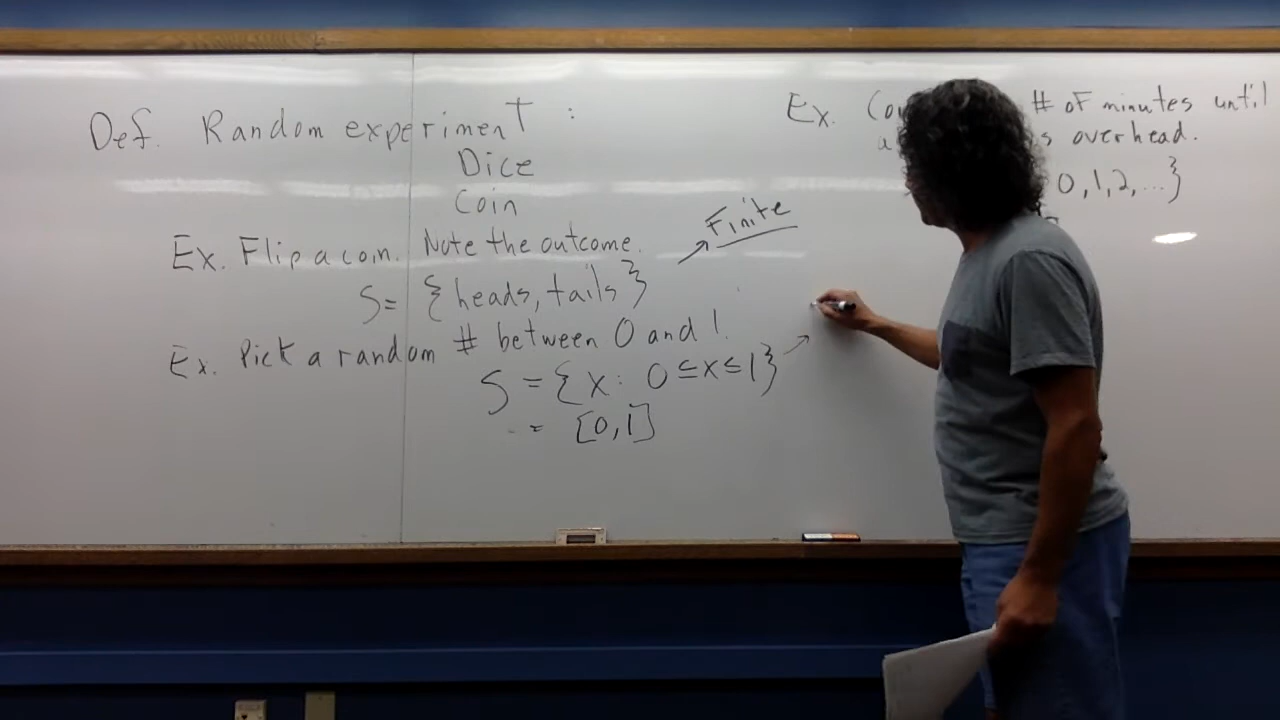 Def. Random experiment :
Dice
Coin
Ex. Flip a coin. Note the outcome.
S = {heads, tails}
Finite
Ex. Pick a random # between 0 and 1.
S = {x: 0 ≤ x ≤ 1}
= [0,1]
Ex. # of minutes until
overhead.
0,1,2,...}